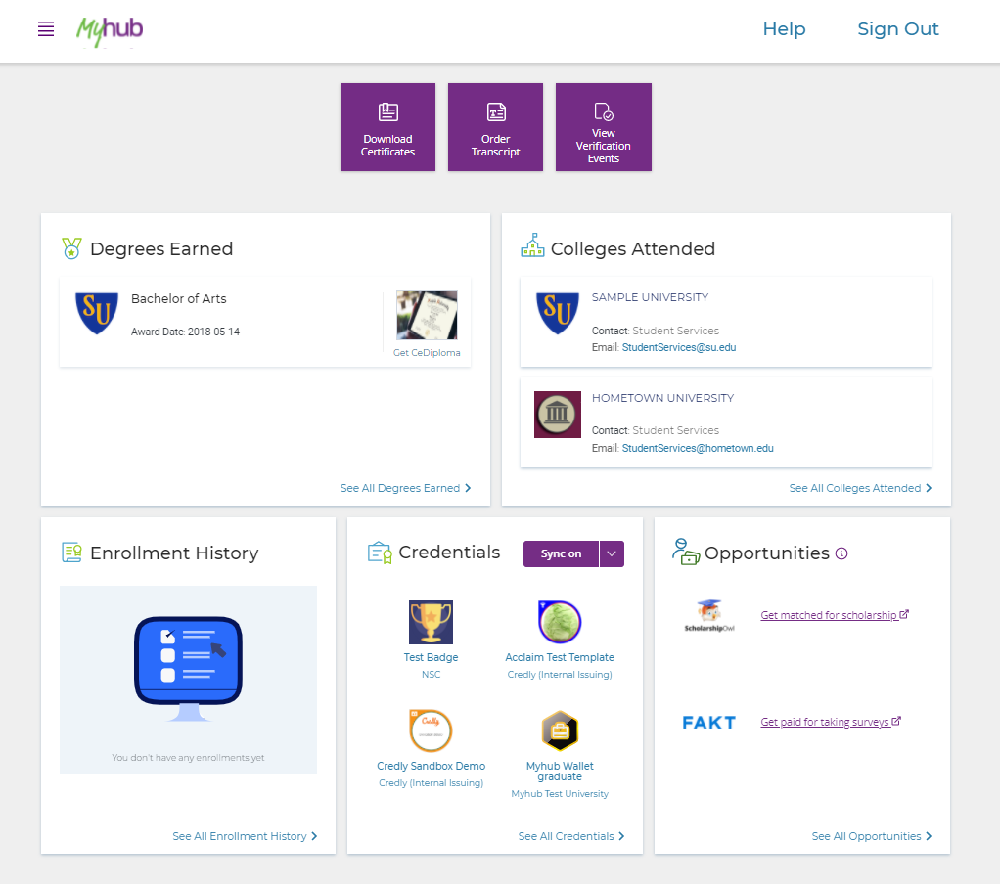 Myhub
Help
Sign Out
Download
Certificates
Order
Transcript
View
Verification
Events
Degrees Earned
SU
Bachelor of Arts
Award Date: 2018-05-14
Get CeDiploma
See All Degrees Earned
Colleges Attended
SU
SAMPLE UNIVERSITY
Contact: Student Services
Email: StudentServices@su.edu
HOMETOWN UNIVERSITY
Contact: Student Services
Email: StudentServices@hometown.edu
See All Colleges Attended
Enrollment History
You don't have any enrollments yet
See All Enrollment History
Credentials
Sync on
Test Badge
NSC
Acclaim Test Template
Credly (Internal Issuing)
Credly
Credly Sandbox Demo
Credly (Internal Issuing)
Myhub Wallet
graduate
Myhub Test University
See All Credentials
Opportunities
ScholarshipOwl
Get matched for scholarship
FAKT
Get paid for taking surveys
See All Opportunities